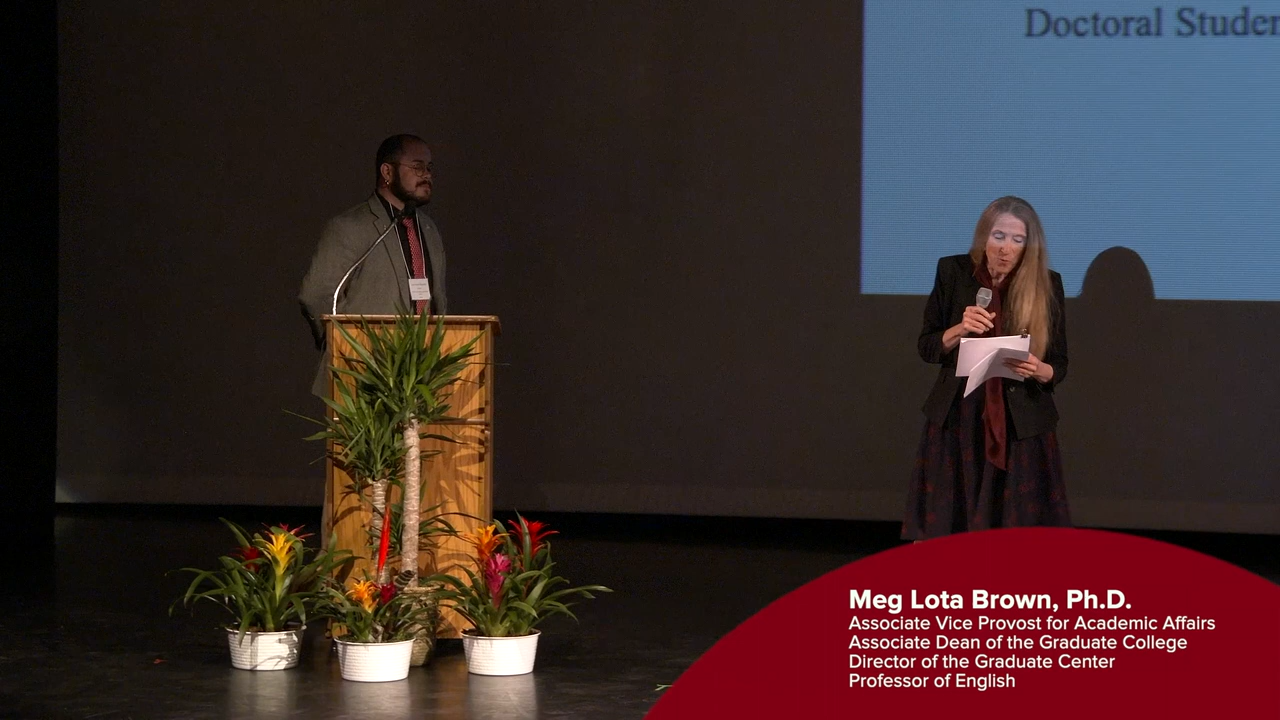 Doctoral
Meg Lota Brown, Ph.D.
Associate Vice Provost for Academic Affairs
Associate Dean of the Graduate College
Director of the Graduate Center
Professor of English